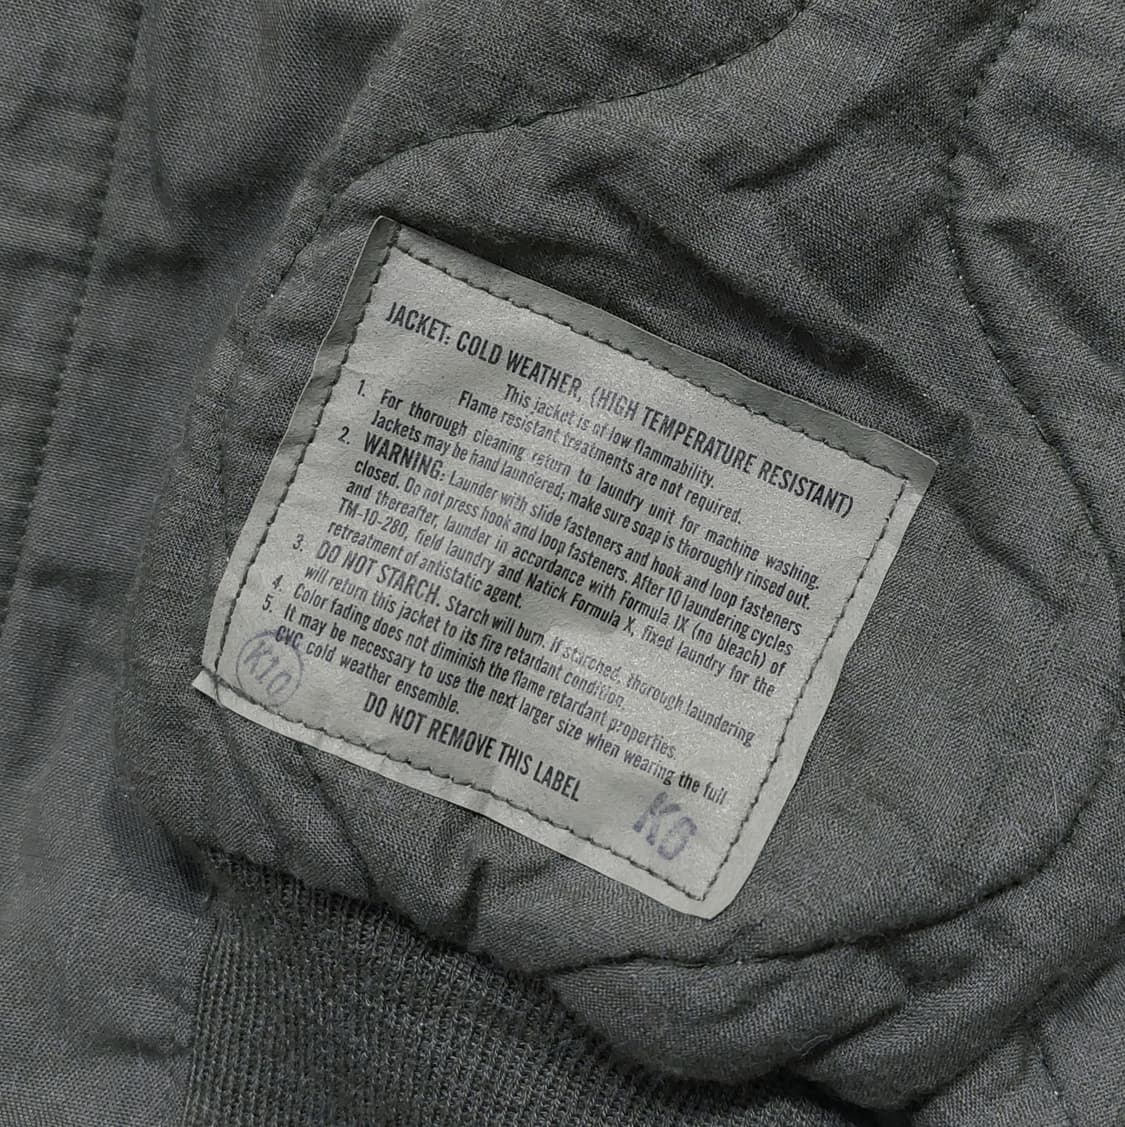 JACKET: COLD WEATHER, (HIGH TEMPERATURE RESISTANT)
This jacket is of low flammability.
Flame resistant treatments are not required.
1. For thorough cleaning return to laundry unit for machine washing.
Jackets may be hand laundered; make sure soap is thoroughly rinsed out.
2. WARNING: Launder with slide fasteners and hook and loop fasteners
closed. Do not press hook and loop fasteners. After 10 laundering cycles
and thereafter, launder in accordance with Formula IX (no bleach) of
TM-10-280, field laundry and Natick Formula X, fixed laundry for the
retreatment of antistatic agent.
3. DO NOT STARCH. Starch will burn. If starched, thorough laundering
will return this jacket to its fire retardant condition.
4. Color fading does not diminish the flame retardant properties.
5. It may be necessary to use the next larger size when wearing the full
cold weather ensemble.
DO NOT REMOVE THIS LABEL
CVC
K10